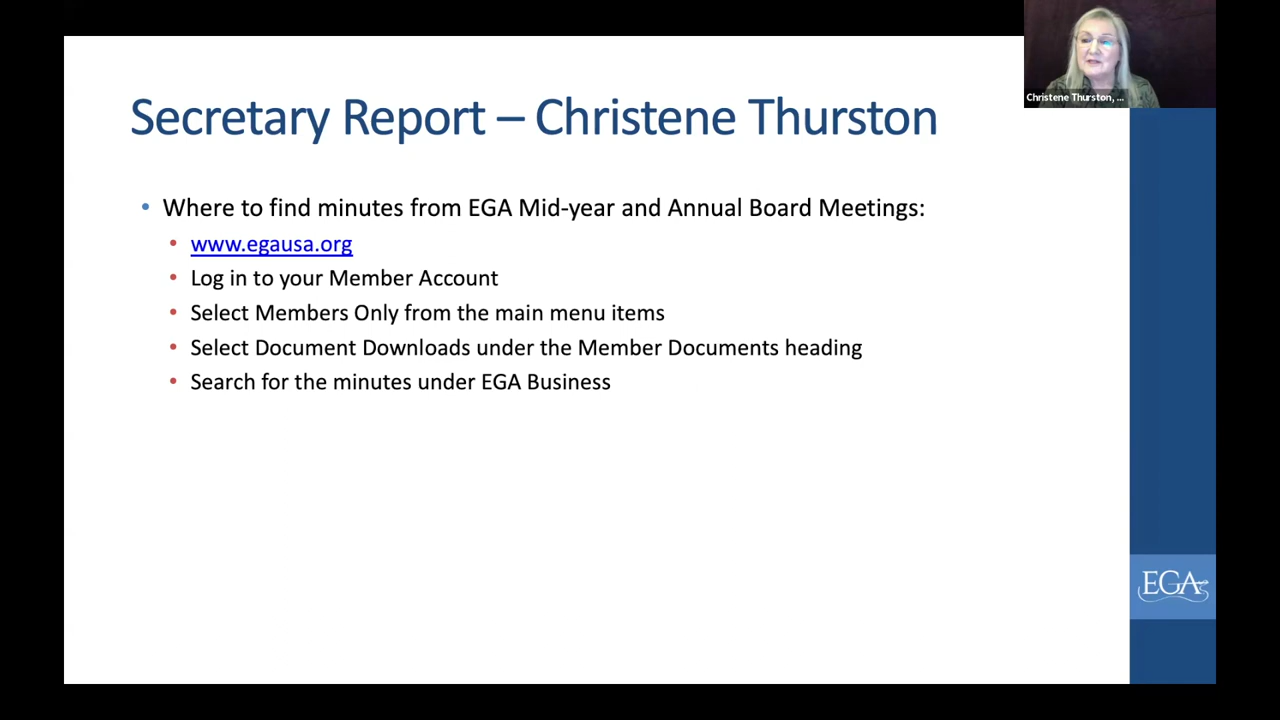 Christene Thurston, ...
Secretary Report – Christene Thurston
• Where to find minutes from EGA Mid-year and Annual Board Meetings:
• www.egausa.org
• Log in to your Member Account
• Select Members Only from the main menu items
• Select Document Downloads under the Member Documents heading
• Search for the minutes under EGA Business
EGA